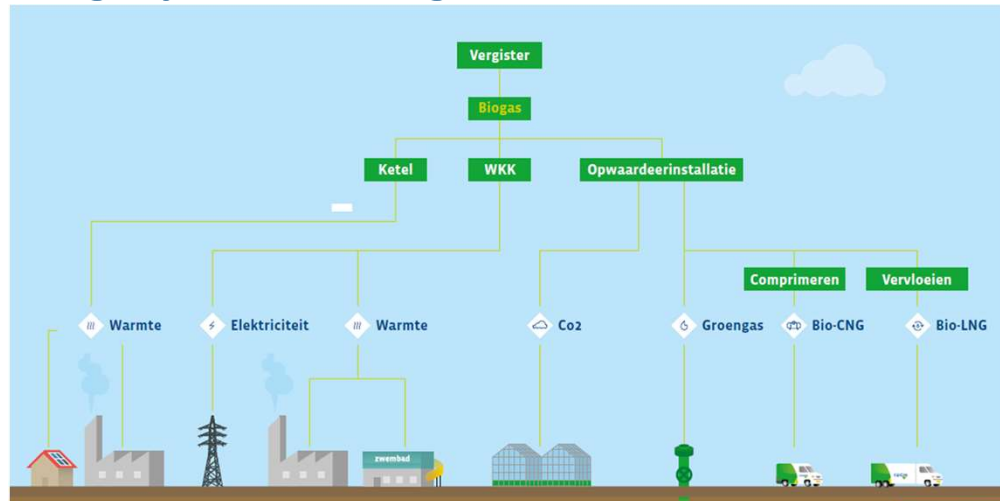 Vergister
Biogas
Ketel
WKK
Opwaardeerinstallatie
Comprimeren
Vervloeien
Warmte
Elektriciteit
Warmte
Co2
Groengas
Bio-CNG
Bio-LNG
zwembad